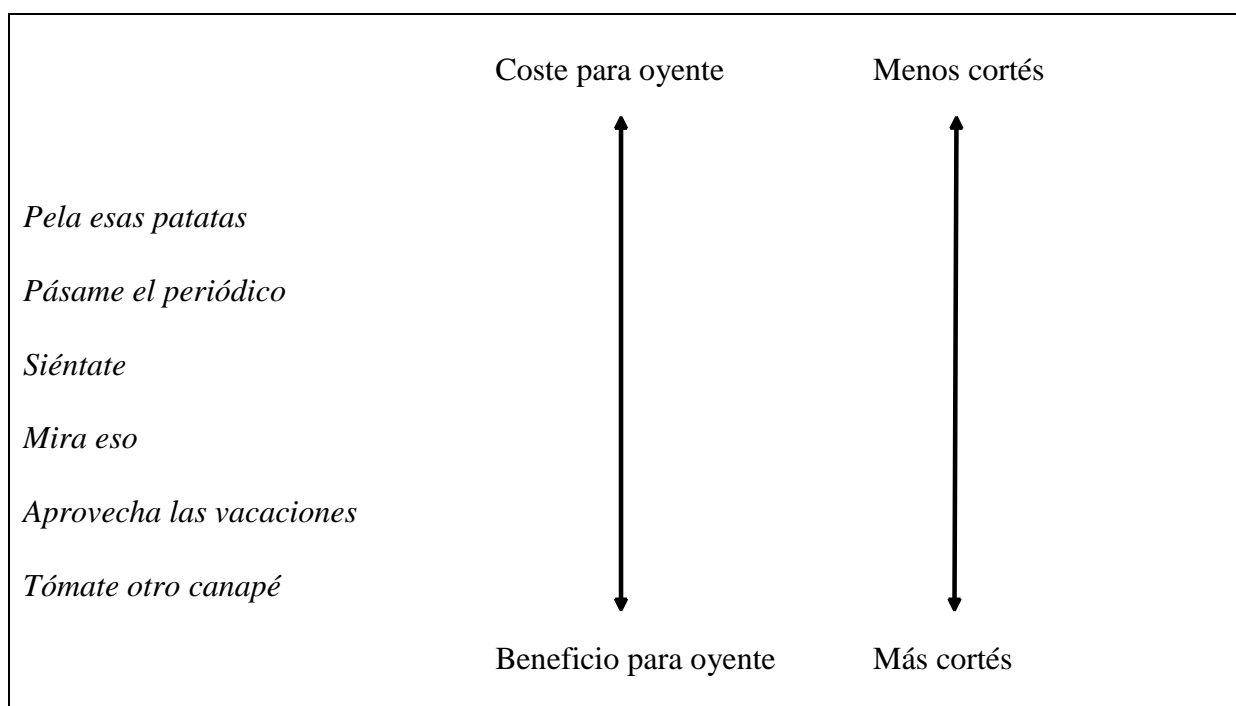 Coste para oyente Menos cortés
Pela esas patatas
Pásame el periódico
Siéntate
Mira eso
Aprovecha las vacaciones
Tómate otro canapé
Beneficio para oyente Más cortés